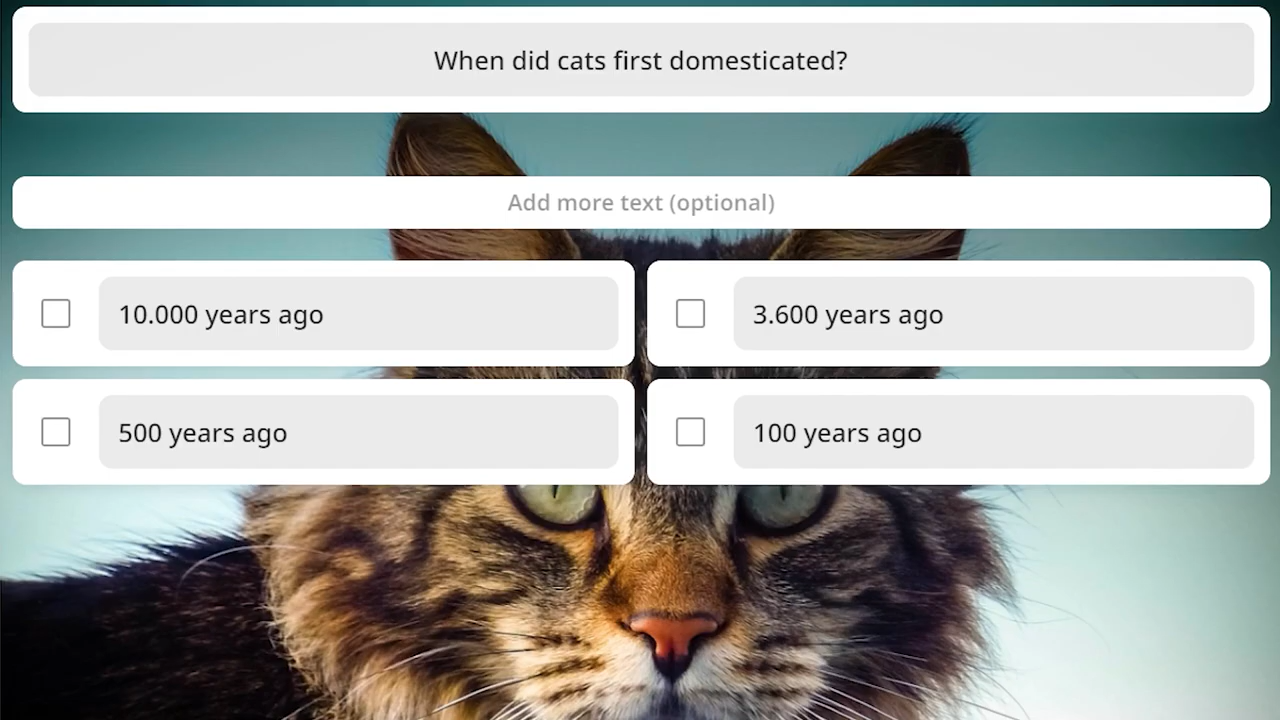 When did cats first domesticated?
Add more text (optional)
10.000 years ago
3.600 years ago
500 years ago
100 years ago